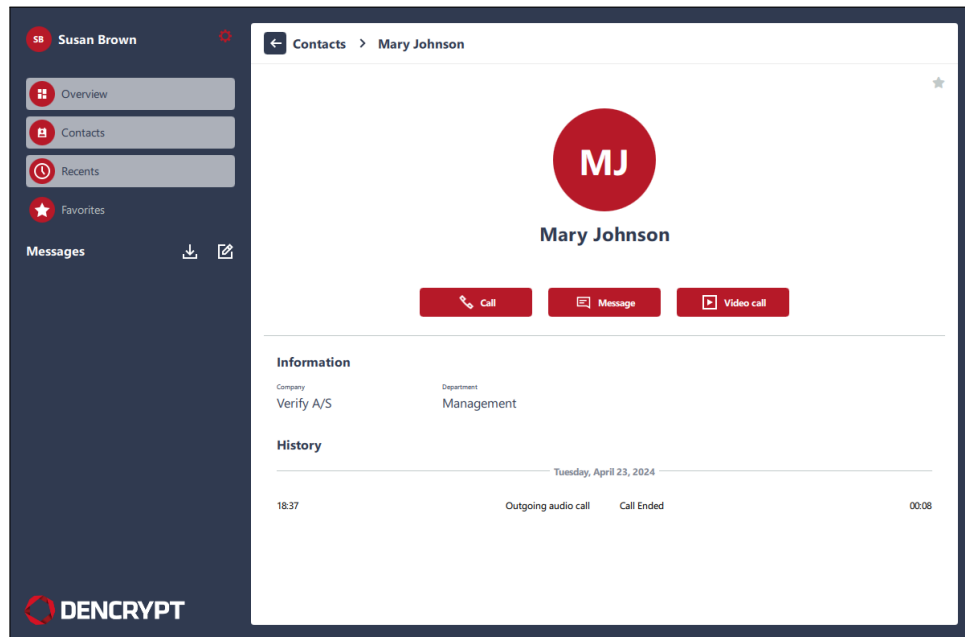 SB Susan Brown
Overview
Contacts
Recents
Favorites
Messages
DENCRYPT
Contacts > Mary Johnson
MJ
Mary Johnson
Call Message Video call
Information
Company Department
Verify A/S Management
History
Tuesday, April 23, 2024
18:37 Outgoing audio call Call Ended 00:08